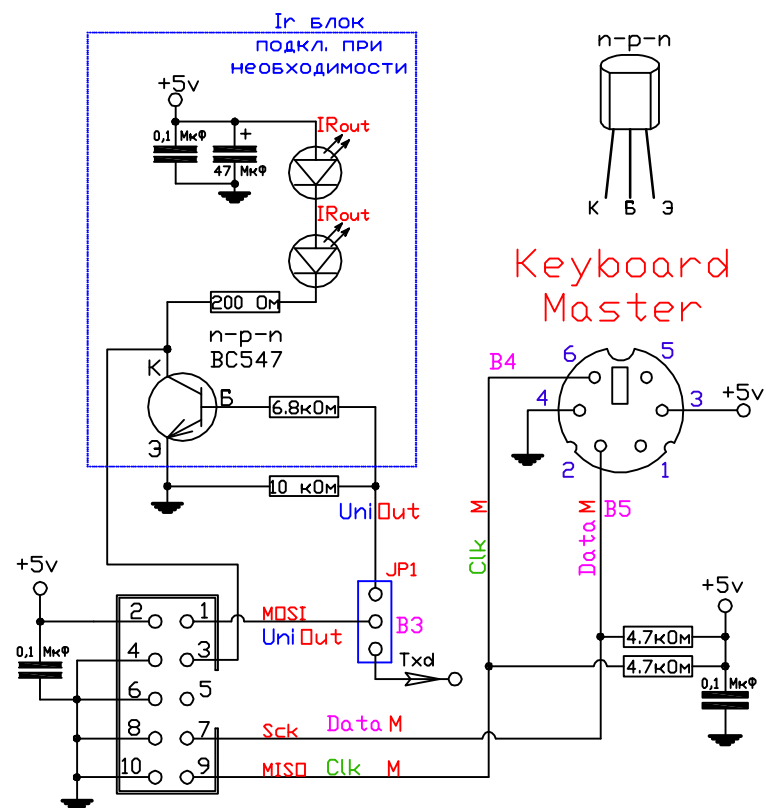 Ir блок
подкл. при
необходимости
+5v
0,1 МкФ
+
47 МкФ
IRout
IRout
200 Ом
n-p-n
BC547
К
Б
Э
6.8кОм
10 кОм
UniOut
n-p-n
К Б Э
Keyboard
Master
B4
6
5
4
3
2
1
+5v
M
Clk
M
Data
B5
+5v
4.7кОм
4.7кОм
0,1 МкФ
JP1
B3
Txd
+5v
0,1 МкФ
2
1
MOSI
UniOut
4
3
6
5
8
7
Sck
Data M
10
9
MISO
Clk
M